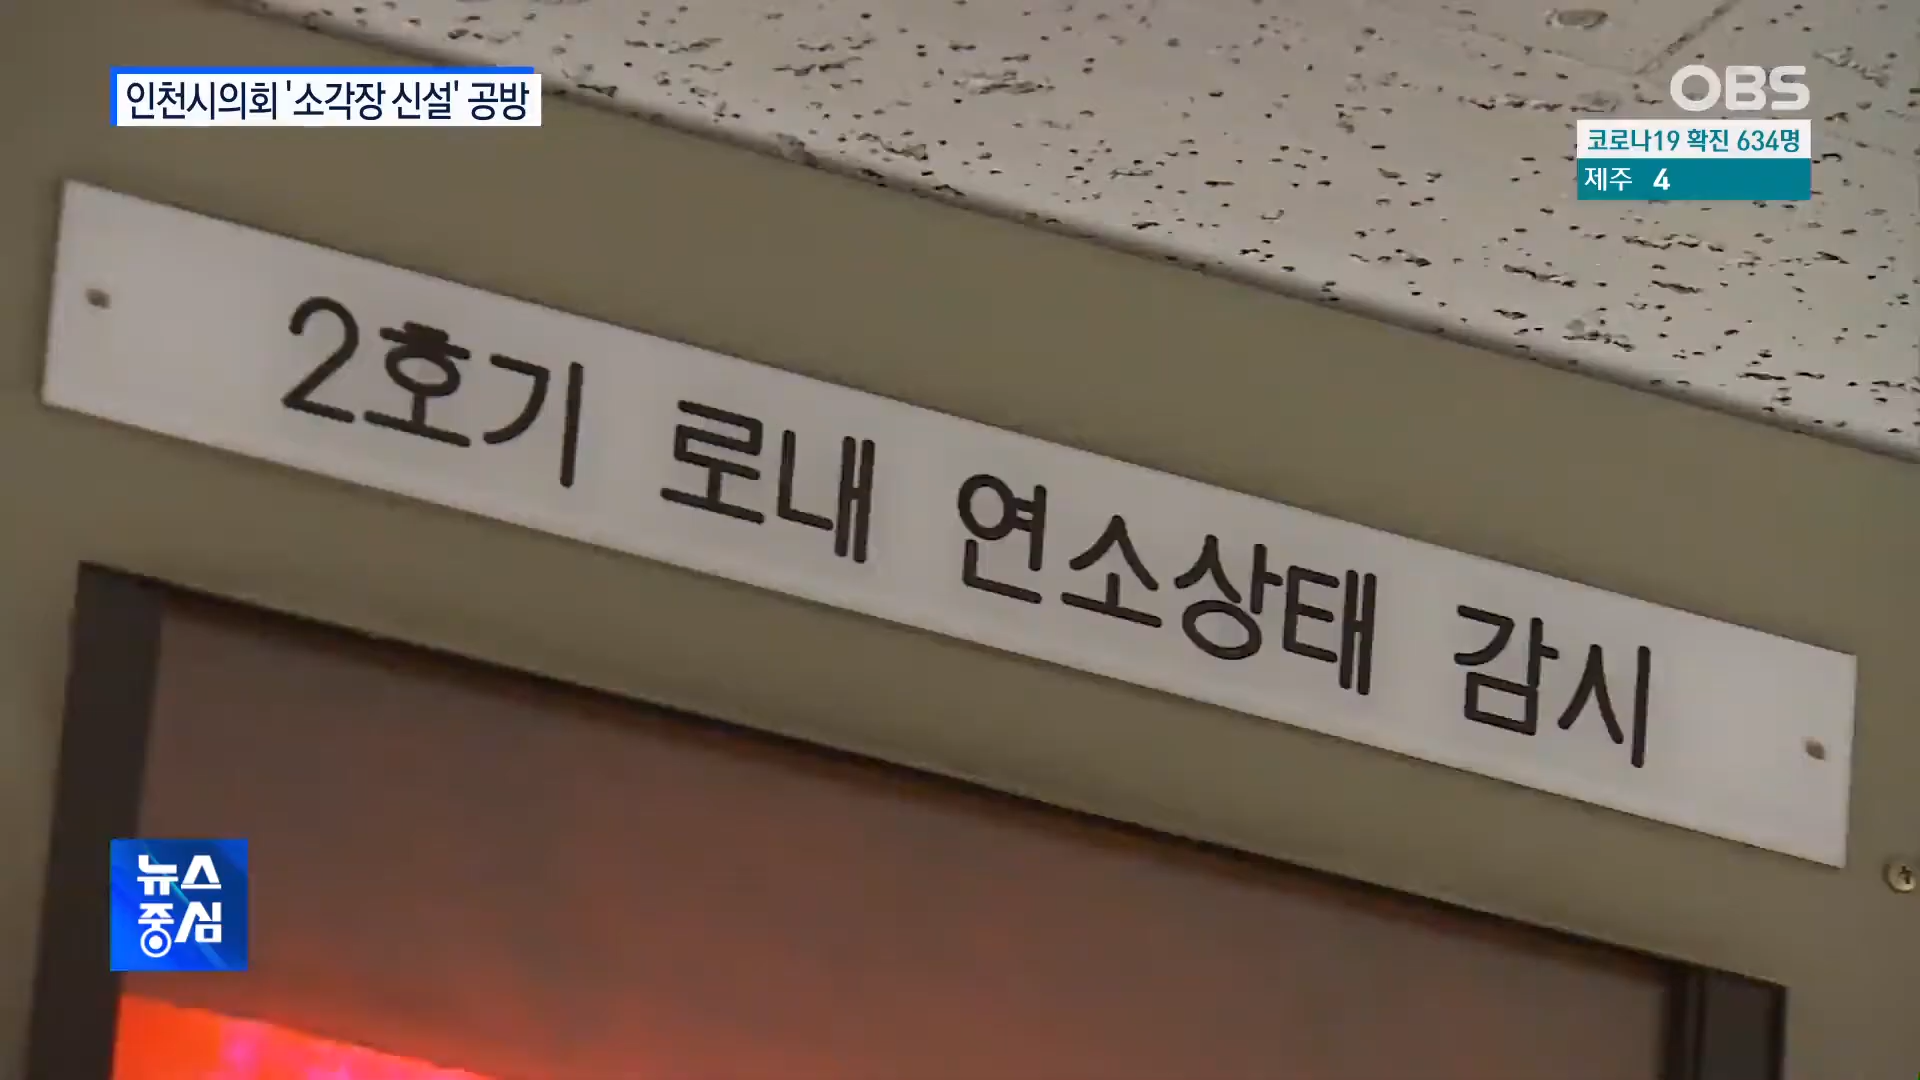 인천시의회 '소각장 신설' 공방
OBS
코로나19 확진 634명
제주 4
2호기 로내 연소상태 감시
뉴스
중심